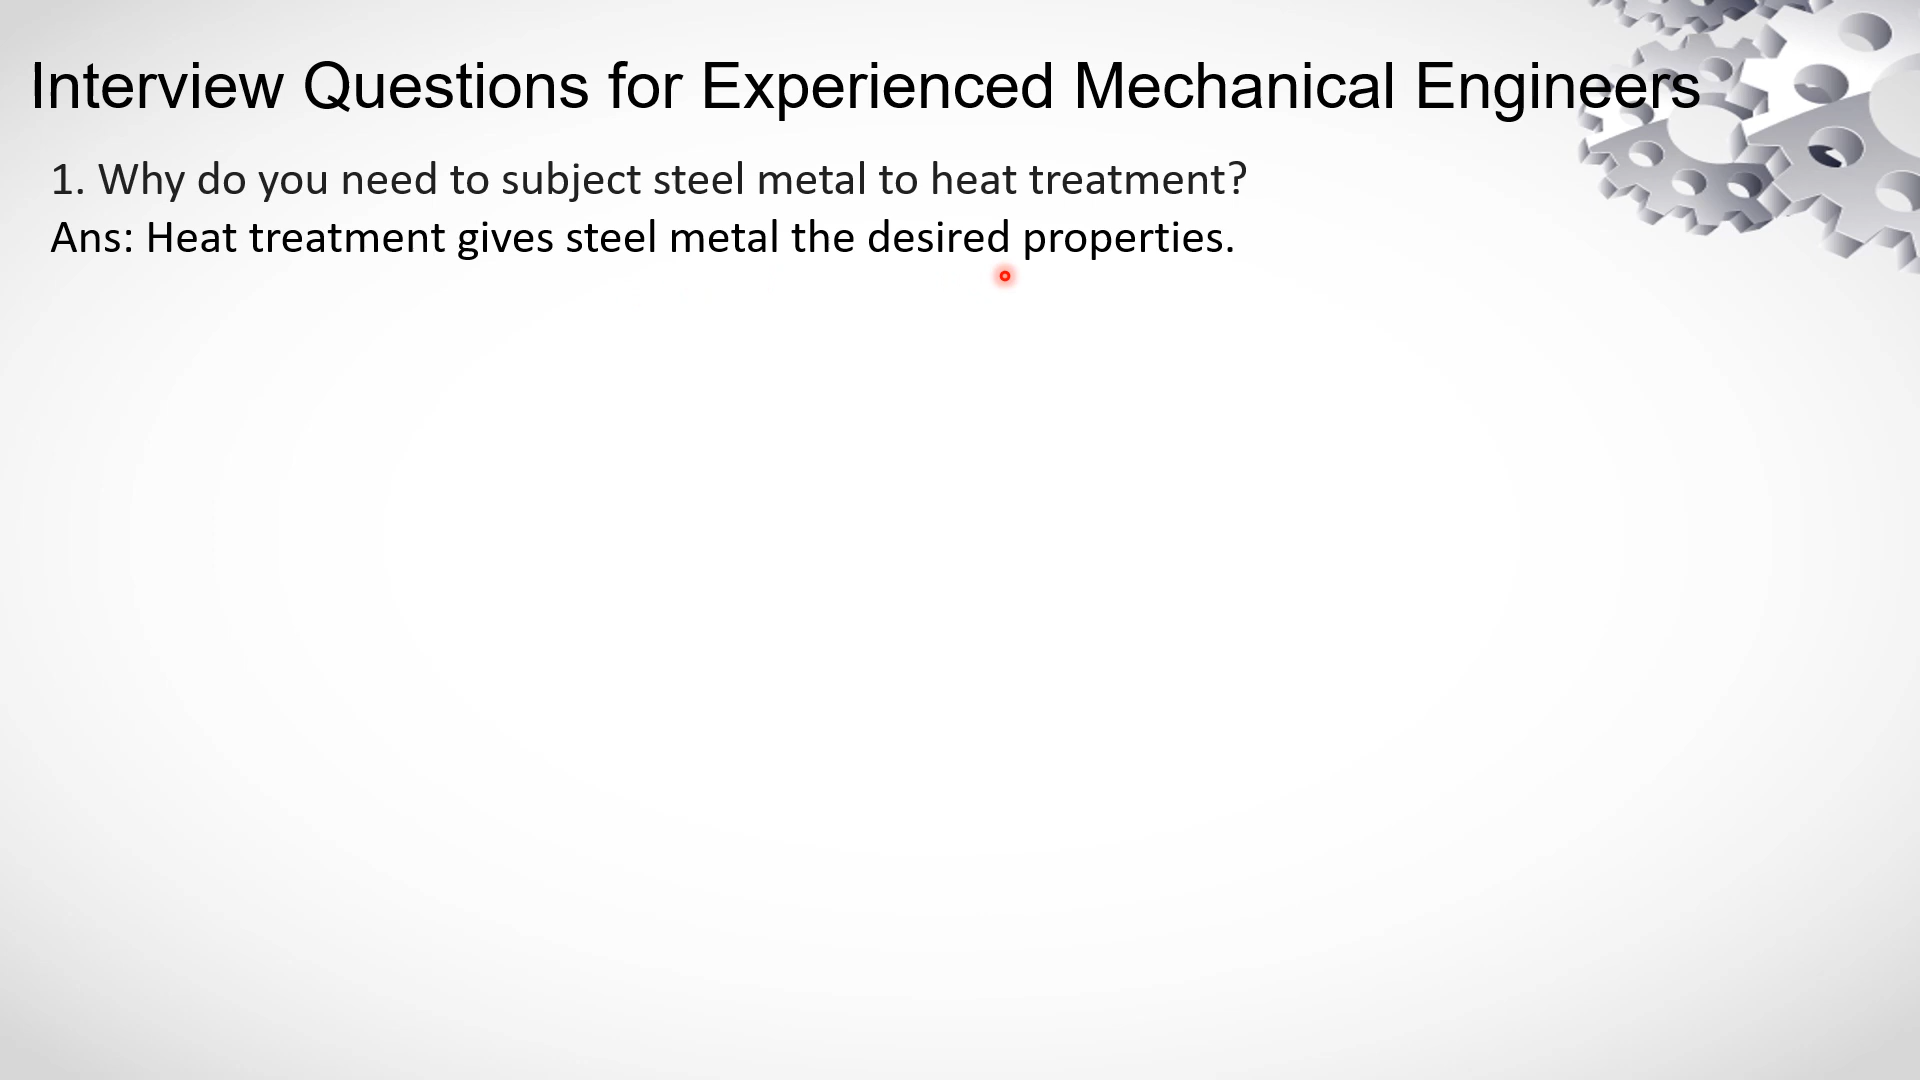 Interview Questions for Experienced Mechanical Engineers
1. Why do you need to subject steel metal to heat treatment?
Ans: Heat treatment gives steel metal the desired properties.